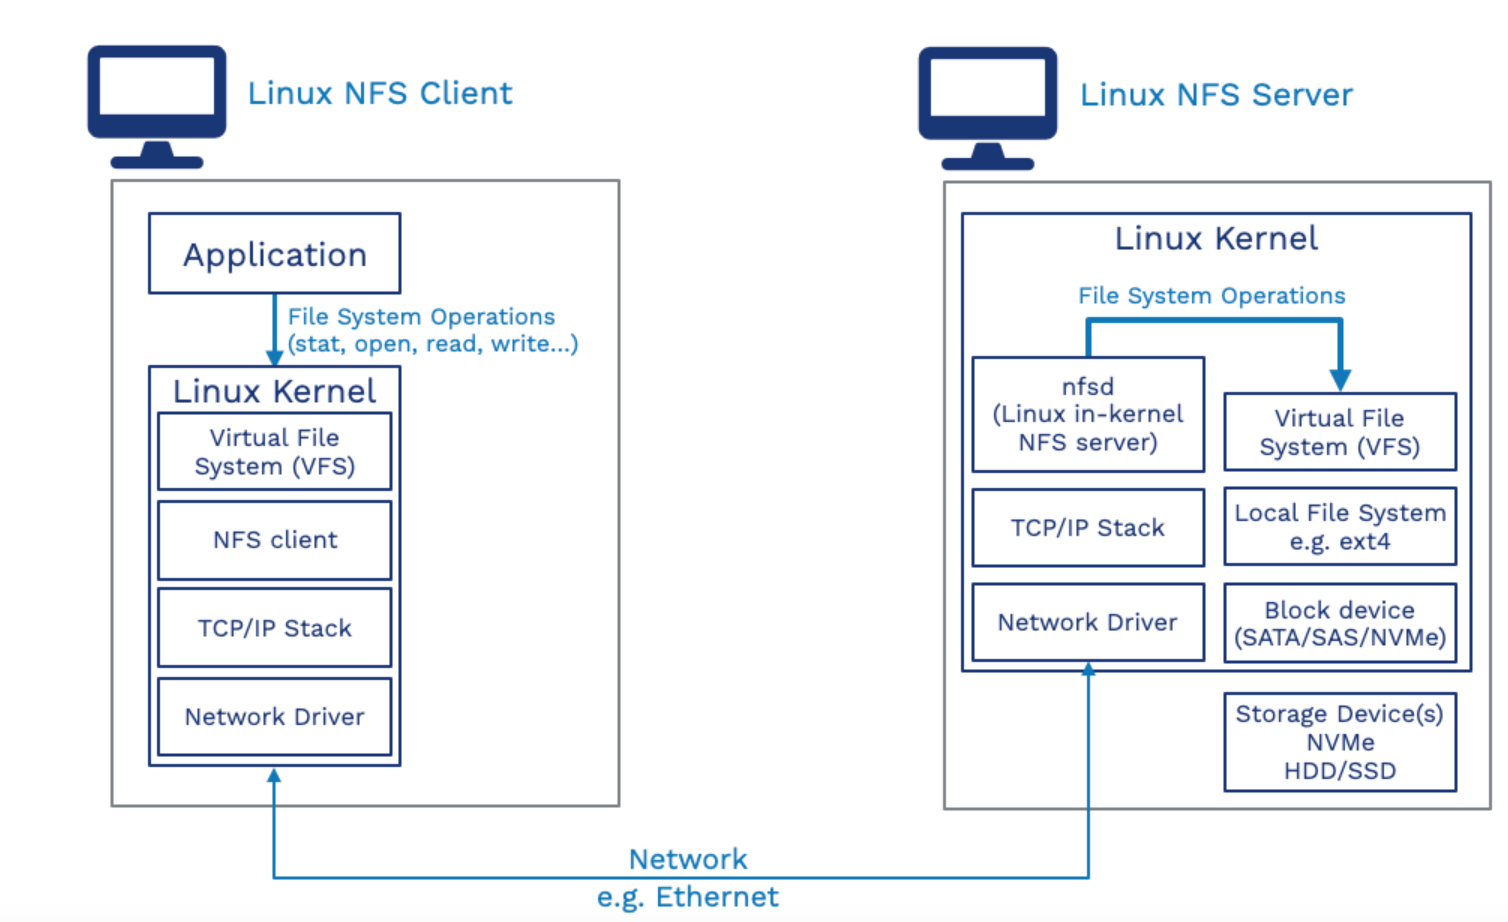 Linux NFS Client
Application
File System Operations
(stat, open, read, write...)
Linux Kernel
Virtual File
System (VFS)
NFS client
TCP/IP Stack
Network Driver
Linux NFS Server
Linux Kernel
File System Operations
nfsd
(Linux in-kernel
NFS server)
TCP/IP Stack
Network Driver
Virtual File
System (VFS)
Local File System
e.g. ext4
Block device
(SATA/SAS/NVMe)
Storage Device(s)
NVMe
HDD/SSD
Network
e.g. Ethernet